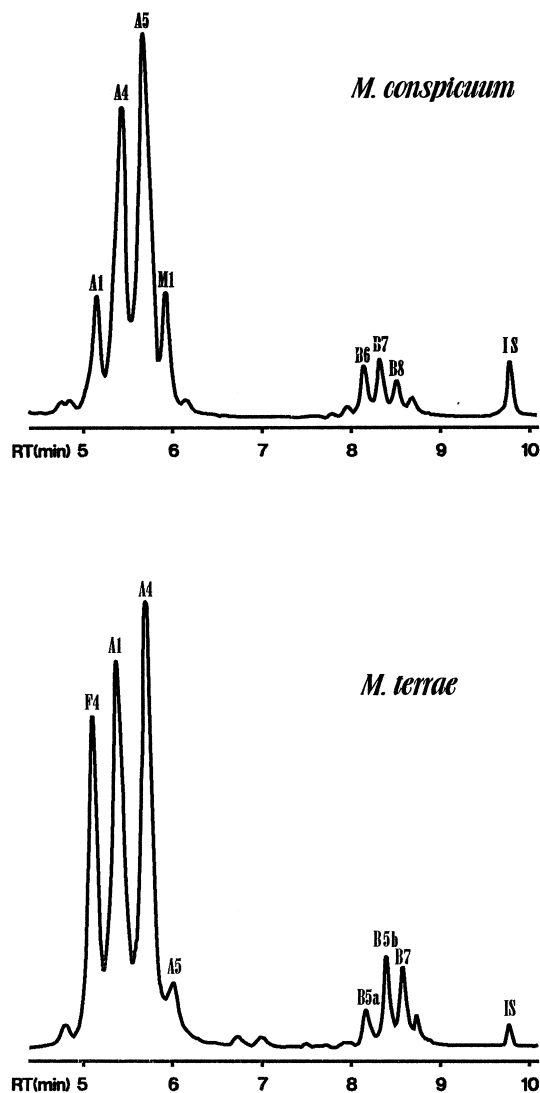 A5
A4
M. conspicuum
A1 M1
B6 B7 B8 IS
RT(min) 5 6 7 8 9 10
A4
A1
F4
M. terrae
A5
B5b
B7
B5a
IS
RT(min) 5 6 7 8 9 10